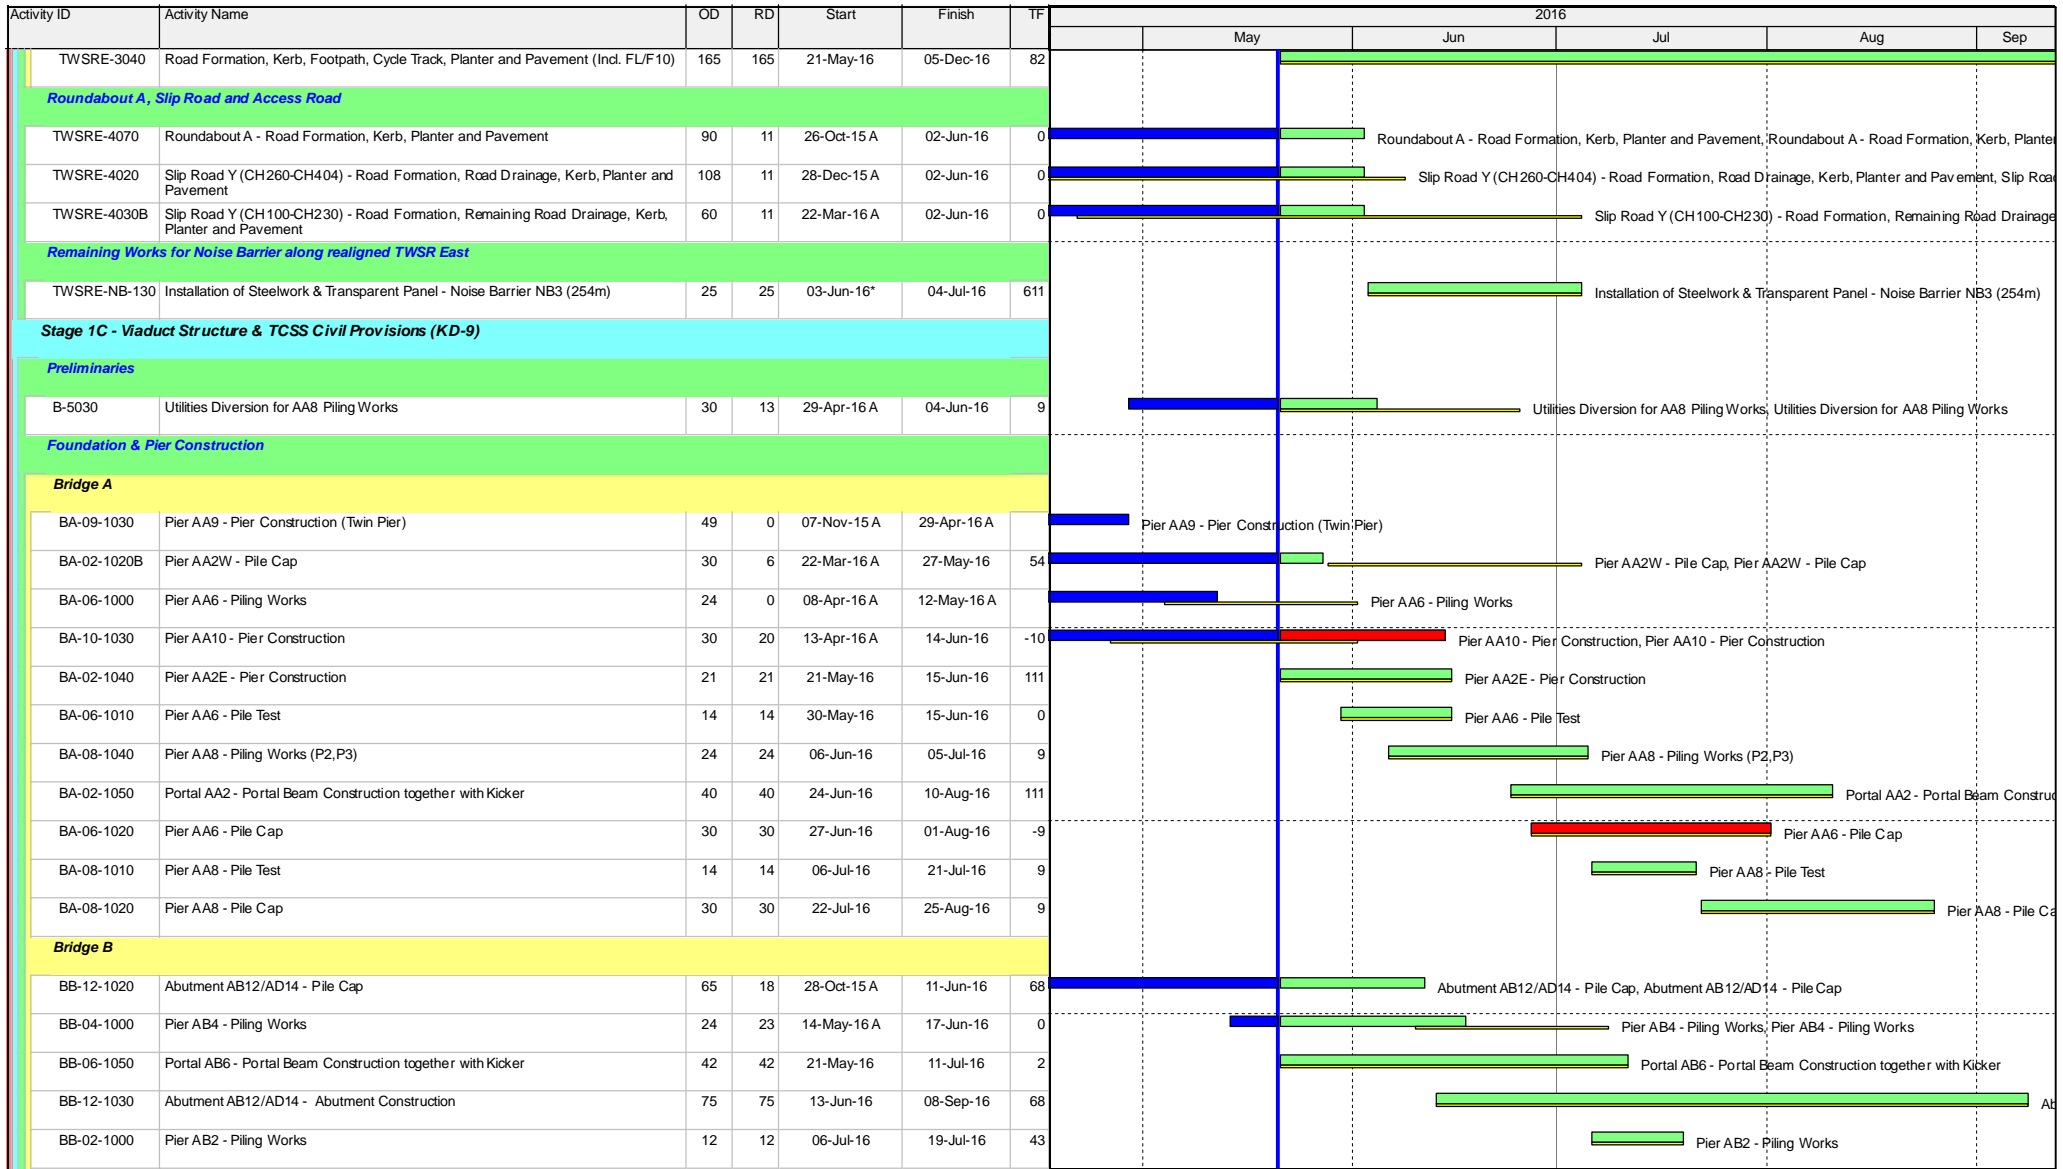 Activity ID Activity Name OD RD Start Finish TF 2016
May Jun Jul Aug Sep
TWSRE-3040 Road Formation, Kerb, Footpath, Cycle Track, Planter and Pavement (Incl. FL/F10) 165 165 21-May-16 05-Dec-16 82
Roundabout A, Slip Road and Access Road
TWSRE-4070 Roundabout A - Road Formation, Kerb, Planter and Pavement 90 11 26-Oct-15 A 02-Jun-16 0 Roundabout A - Road Formation, Kerb, Planter and Pavement, Roundabout A - Road Formation, Kerb, Planter
TWSRE-4020 Slip Road Y (CH260-CH404) - Road Formation, Road Drainage, Kerb, Planter and 108 11 28-Dec-15 A 02-Jun-16 0 Slip Road Y (CH260-CH404) - Road Formation, Road Drainage, Kerb, Planter and Pavement, Slip Road
Pavement
TWSRE-4030B Slip Road Y (CH100-CH230) - Road Formation, Remaining Road Drainage, Kerb, 60 11 22-Mar-16 A 02-Jun-16 0 Slip Road Y (CH100-CH230) - Road Formation, Remaining Road Drainage
Planter and Pavement
Remaining Works for Noise Barrier along realigned TWSR East
TWSRE-NB-130 Installation of Steelwork & Transparent Panel - Noise Barrier NB3 (254m) 25 25 03-Jun-16* 04-Jul-16 611 Installation of Steelwork & Transparent Panel - Noise Barrier NB3 (254m)
Stage 1C - Viaduct Structure & TCSS Civil Provisions (KD-9)
Preliminaries
B-5030 Utilities Diversion for AA8 Piling Works 30 13 29-Apr-16 A 04-Jun-16 9 Utilities Diversion for AA8 Piling Works, Utilities Diversion for AA8 Piling Works
Foundation & Pier Construction
Bridge A
BA-09-1030 Pier AA9 - Pier Construction (Twin Pier) 49 0 07-Nov-15 A 29-Apr-16 A Pier AA9 - Pier Construction (Twin Pier)
BA-02-1020B Pier AA2W - Pile Cap 30 6 22-Mar-16 A 27-May-16 54 Pier AA2W - Pile Cap, Pier AA2W - Pile Cap
BA-06-1000 Pier AA6 - Piling Works 24 0 08-Apr-16 A 12-May-16 A Pier AA6 - Piling Works
BA-10-1030 Pier AA10 - Pier Construction 30 20 13-Apr-16 A 14-Jun-16 -10 Pier AA10 - Pier Construction, Pier AA10 - Pier Construction
BA-02-1040 Pier AA2E - Pier Construction 21 21 21-May-16 15-Jun-16 111 Pier AA2E - Pier Construction
BA-06-1010 Pier AA6 - Pile Test 14 14 30-May-16 15-Jun-16 0 Pier AA6 - Pile Test
BA-08-1040 Pier AA8 - Piling Works (P2,P3) 24 24 06-Jun-16 05-Jul-16 9 Pier AA8 - Piling Works (P2,P3)
BA-02-1050 Portal AA2 - Portal Beam Construction together with Kicker 40 40 24-Jun-16 10-Aug-16 111 Portal AA2 - Portal Beam Construc
BA-06-1020 Pier AA6 - Pile Cap 30 30 27-Jun-16 01-Aug-16 -9 Pier AA6 - Pile Cap
BA-08-1010 Pier AA8 - Pile Test 14 14 06-Jul-16 21-Jul-16 9 Pier AA8 - Pile Test
BA-08-1020 Pier AA8 - Pile Cap 30 30 22-Jul-16 25-Aug-16 9 Pier AA8 - Pile Ca
Bridge B
BB-12-1020 Abutment AB12/AD14 - Pile Cap 65 18 28-Oct-15 A 11-Jun-16 68 Abutment AB12/AD14 - Pile Cap, Abutment AB12/AD14 - Pile Cap
BB-04-1000 Pier AB4 - Piling Works 24 23 14-May-16 A 17-Jun-16 0 Pier AB4 - Piling Works, Pier AB4 - Piling Works
BB-06-1050 Portal AB6 - Portal Beam Construction together with Kicker 42 42 21-May-16 11-Jul-16 2 Portal AB6 - Portal Beam Construction together with Kicker
BB-12-1030 Abutment AB12/AD14 - Abutment Construction 75 75 13-Jun-16 08-Sep-16 68 Ab
BB-02-1000 Pier AB2 - Piling Works 12 12 06-Jul-16 19-Jul-16 43 Pier AB2 - Piling Works